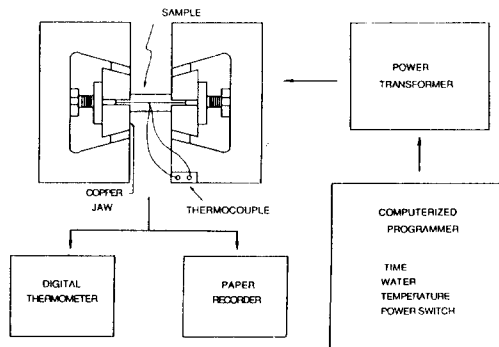 SAMPLE
POWER
TRANSFORMER
COPPER
JAW
THERMOCOUPLE
DIGITAL
THERMOMETER
PAPER
RECORDER
COMPUTERIZED
PROGRAMMER
TIME
WATER
TEMPERATURE
POWER SWITCH